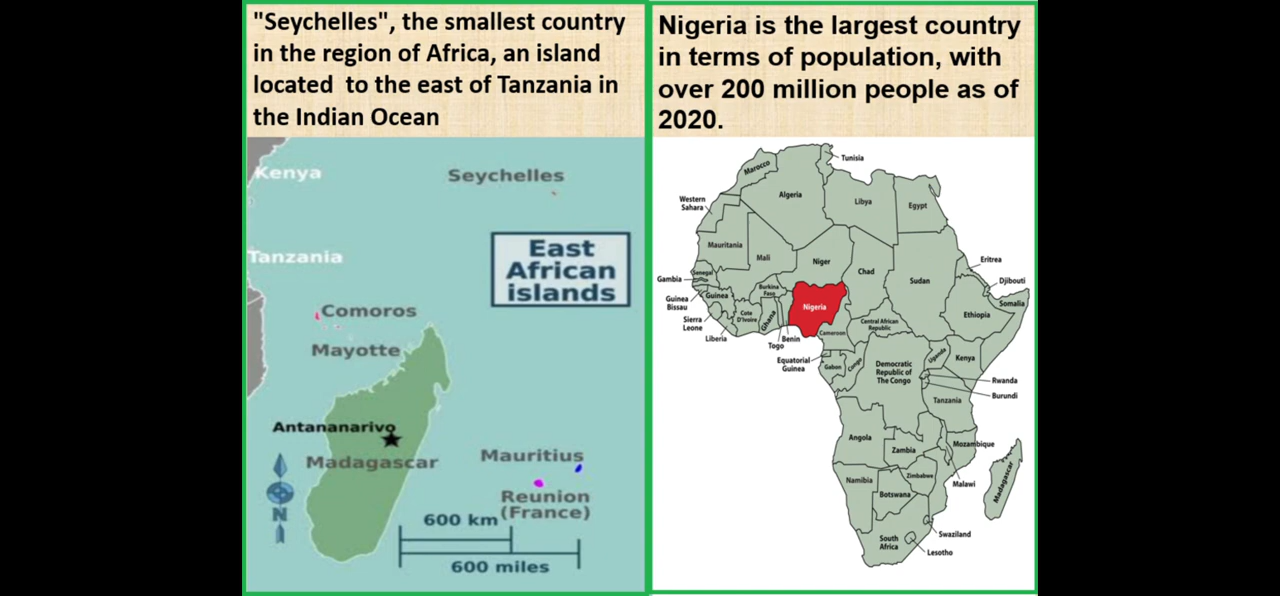 "Seychelles", the smallest country
in the region of Africa, an island
located  to the east of Tanzania in
the Indian Ocean
Kenya
Seychelles
East
African
islands
Tanzania
Comoros
Mayotte
Antananarivo
Madagascar
Mauritius
Reunion
(France)
N
600 km
600 miles
Nigeria is the largest country
in terms of population, with
over 200 million people as of
2020.
Tunisia
Marocco
Algeria
Libya
Egypt
Western
Sahara
Mauritania
Mali
Niger
Chad
Sudan
Eritrea
Djibouti
Somalia
Ethiopia
Senegal
Gambia
Guinea
Bissau
Guinea
Sierra
Leone
Liberia
Cote
D'Ivoire
Burkina
Faso
Ghana
Togo
Benin
Nigeria
Cameroon
Central African
Republic
Equatorial
Guinea
Gabon
Congo
Democratic
Republic of
The Congo
Uganda
Kenya
Rwanda
Burundi
Tanzania
Angola
Zambia
Mozambique
Malawi
Zimbabwe
Namibia
Botswana
Madagascar
South
Africa
Swaziland
Lesotho